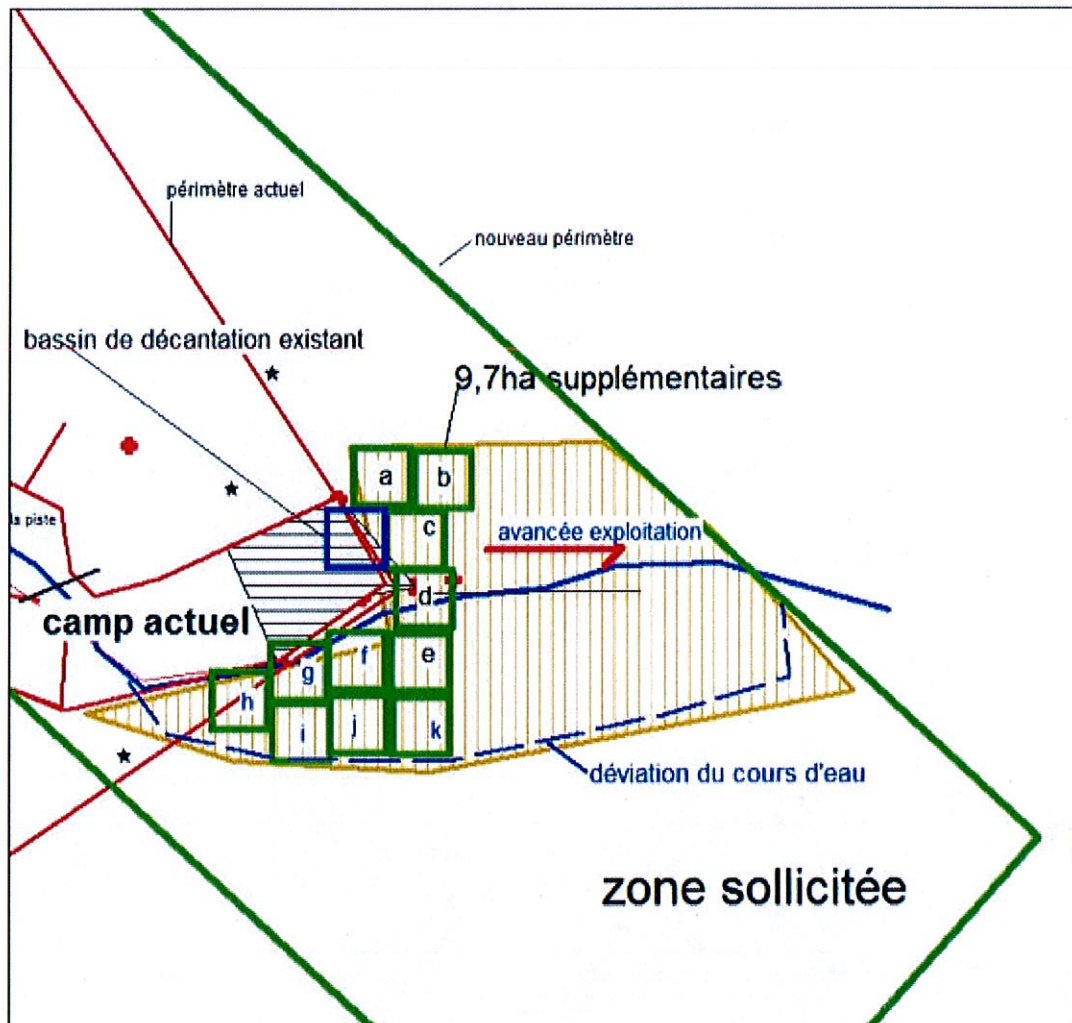 périmètre actuel
nouveau périmètre
bassin de décantation existant
9,7ha supplémentaires
a
b
c
la piste
avancée exploitation
camp actuel
d
e
f
g
h
i
j
k
déviation du cours d'eau
zone sollicitée